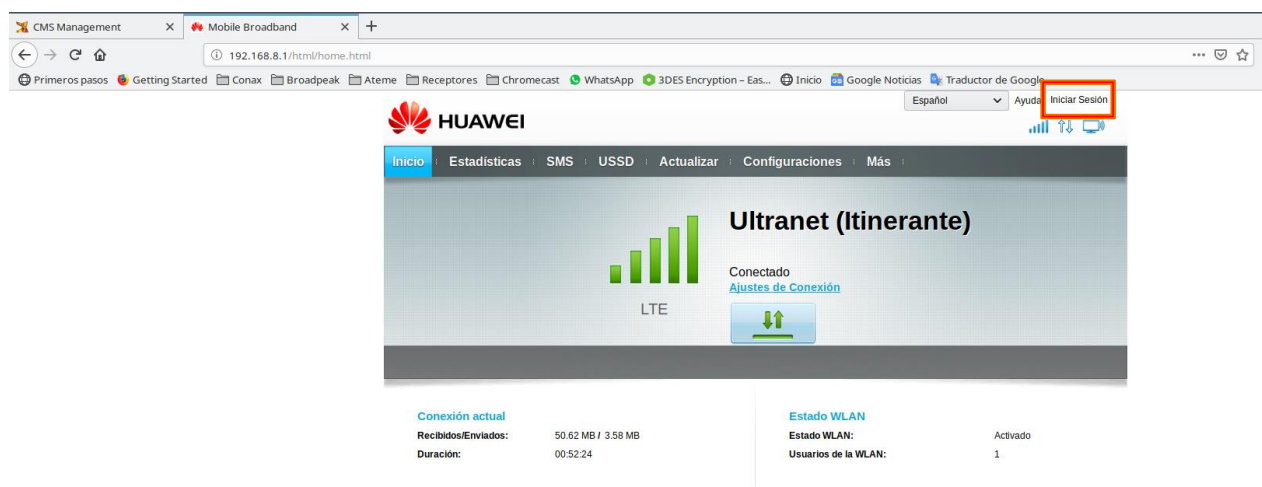 CMS Management
Mobile Broadband
192.168.8.1/html/home.html
Primeros pasos Getting Started Conax Broadpeak Ateme Receptores Chromecast WhatsApp 3DES Encryption – Eas... Inicio Google Noticias Traductor de Google
Español Ayuda Iniciar Sesión
HUAWEI
Inicio Estadísticas SMS USSD Actualizar Configuraciones Más
Ultranet (Itinerante)
Conectado
Ajustes de Conexión
LTE
Conexión actual Estado WLAN
Recibidos/Enviados: 50.62 MB / 3.58 MB Estado WLAN: Activado
Duración: 00:52:24 Usuarios de la WLAN: 1